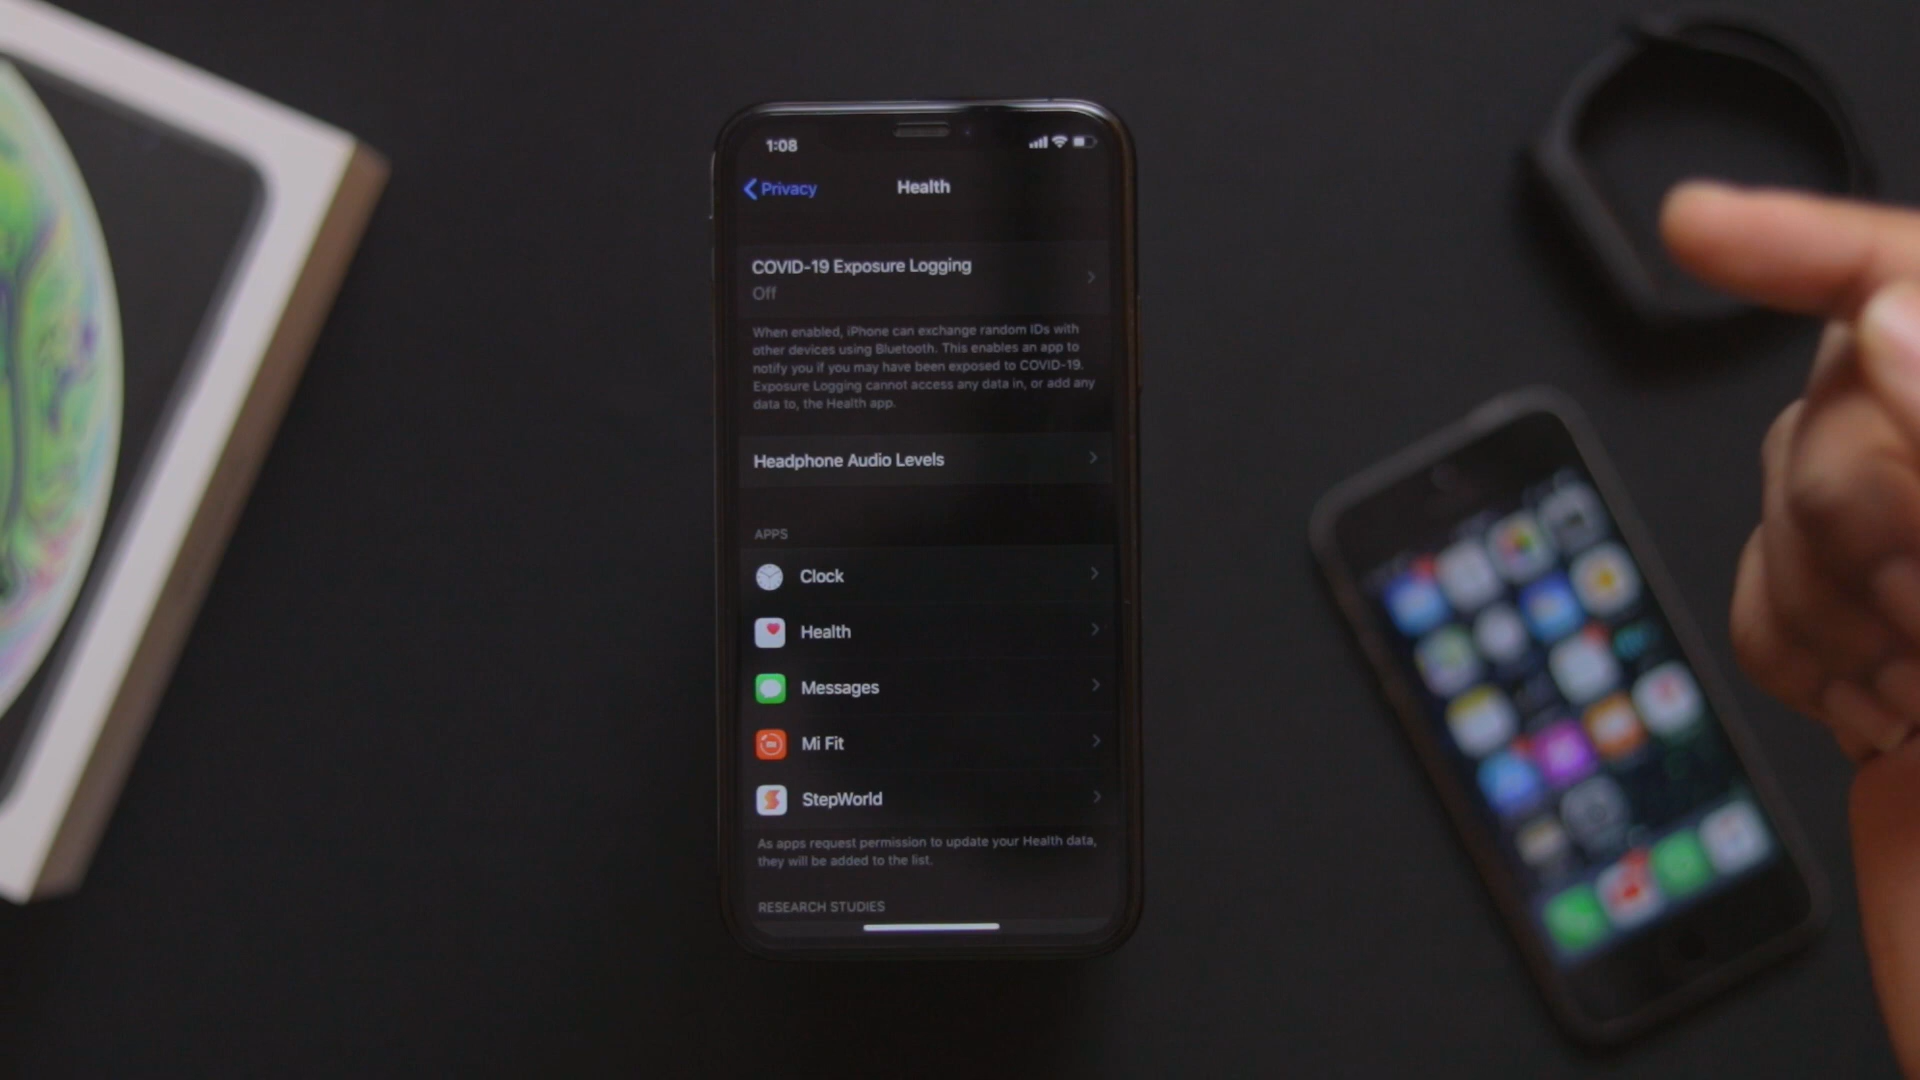 1:08
Privacy
Health
COVID-19 Exposure Logging
Off
When enabled, iPhone can exchange random IDs with
other devices using Bluetooth. This enables an app to
notify you if you may have been exposed to COVID-19.
Exposure Logging cannot access any data in, or add any
data to, the Health app.
Headphone Audio Levels
APPS
Clock
Health
Messages
Mi Fit
StepWorld
As apps request permission to update your Health data,
they will be added to the list.
RESEARCH STUDIES